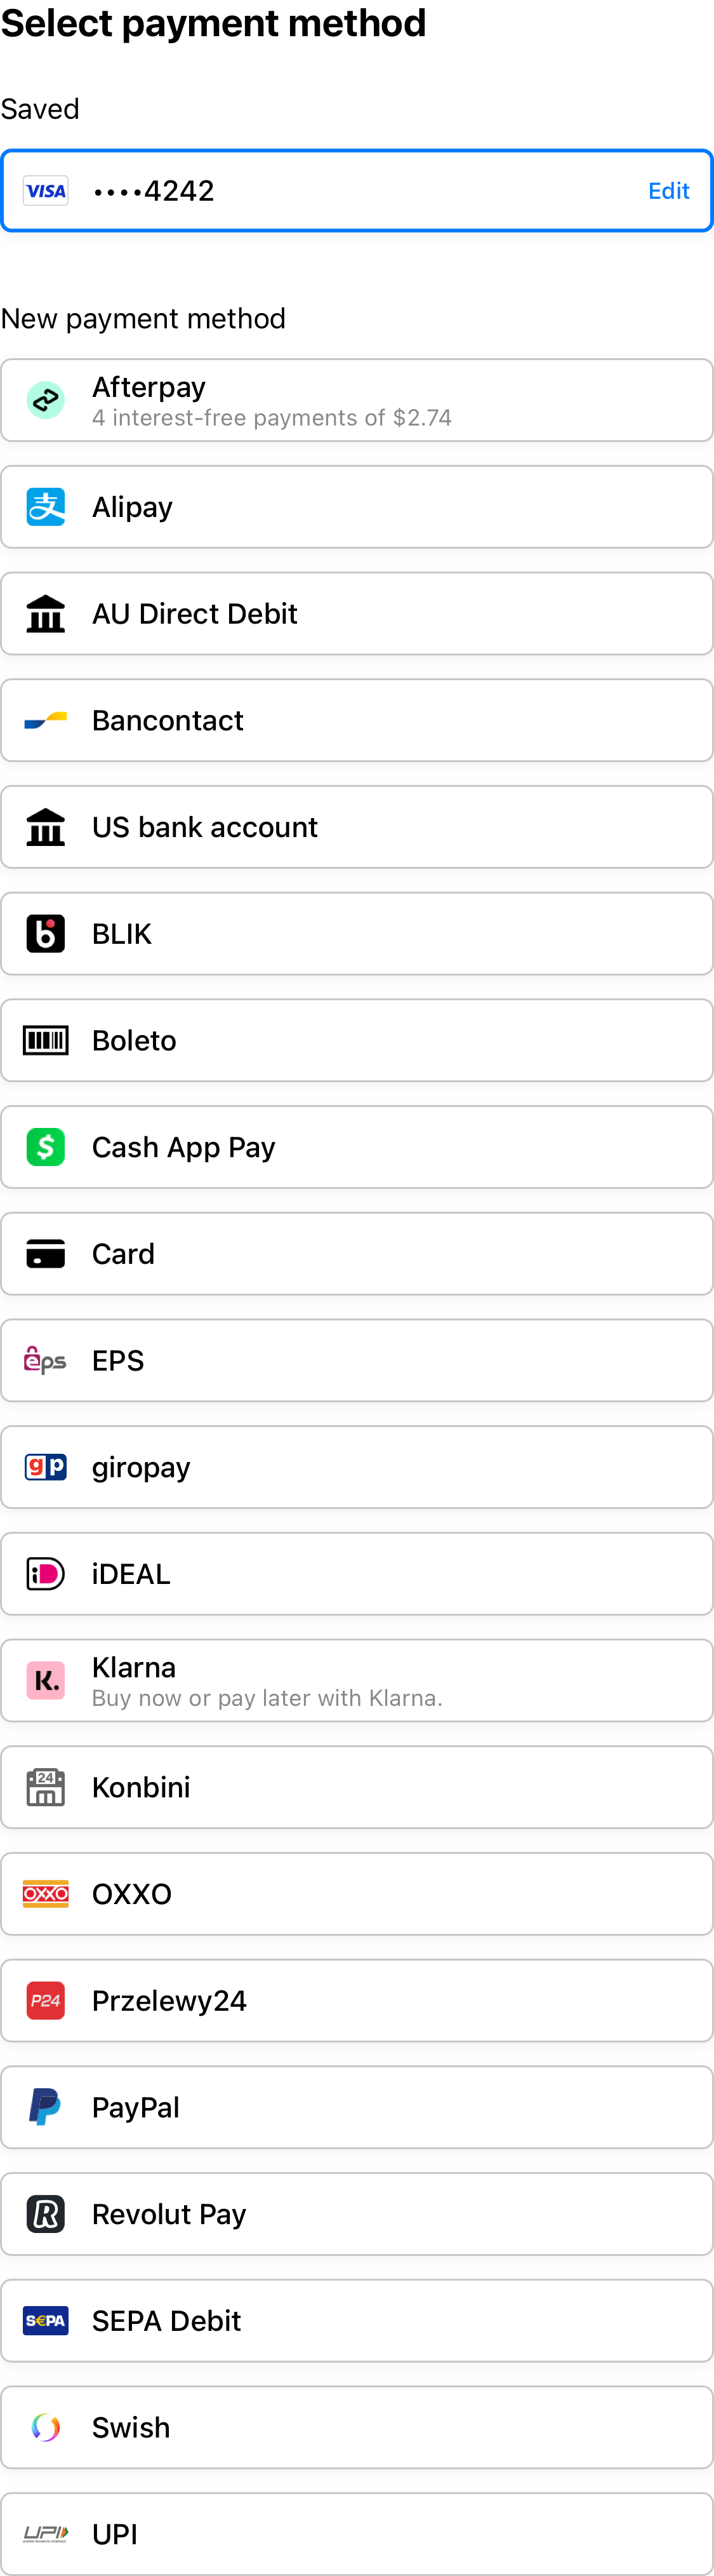 Select payment method
Saved
VISA ····4242 Edit
New payment method
Afterpay
4 interest-free payments of $2.74
支 Alipay
AU Direct Debit
Bancontact
US bank account
b BLIK
Boleto
$ Cash App Pay
Card
eps EPS
gp giropay
iD iDEAL
Klarna
K.
Buy now or pay later with Klarna.
24 Konbini
OXXO OXXO
P24 Przelewy24
P PayPal
R Revolut Pay
S€PA SEPA Debit
Swish
UPI UPI